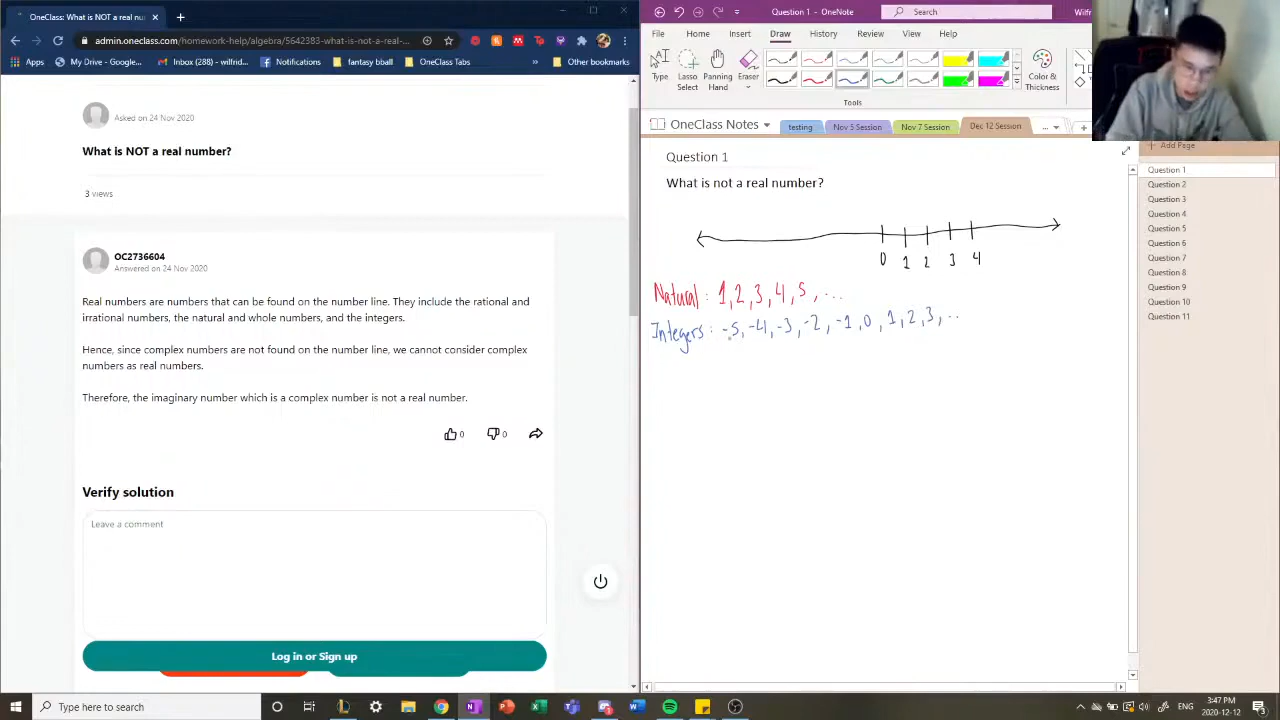 OneClass: What is NOT a real nu
Question 1 - OneNote
Search
admin.oneclass.com/homework-help/algebra/5642383-what-is-not-a-real-...
File Home Insert Draw View Help
Apps
Inbox (288) - wilfrid...
fantasy bball
OneClass Tabs
»
Other bookmarks
Type
Lasso Select
Panning Hand
Eraser
Color & Thickness
Tools
Asked on 24 Nov 2020
OneClass Notes
testing
Nov 5 Session
Nov 7 Session
Dec 12 Session
...
What is NOT a real number?
3 views
Question 1
What is not a real number?
0 1 2 3 4
Natural : 1, 2, 3, 4, 5, ...
Integers : -5, -4, -3, -2, -1, 0, 1, 2, 3, ...
Add Page
Question 1
Question 2
Question 3
Question 4
Question 5
Question 6
Question 7
Question 8
Question 9
Question 10
Question 11
OC2736604
Answered on 24 Nov 2020
Real numbers are numbers that can be found on the number line. They include the rational and
irrational numbers, the natural and whole numbers, and the integers.
Hence, since complex numbers are not found on the number line, we cannot consider complex
numbers as real numbers.
Therefore, the imaginary number which is a complex number is not a real number.
0
0
Verify solution
Leave a comment
Log in or Sign up
Type here to search
3:47 PM
2020-12-12